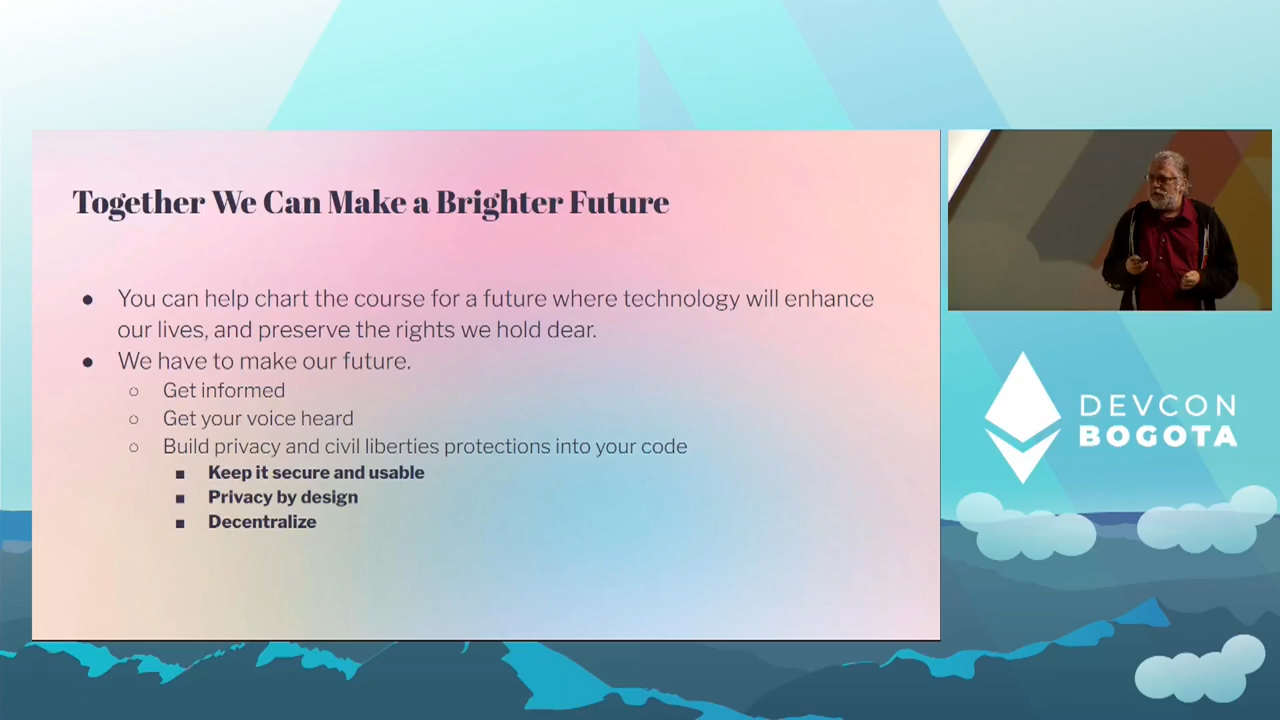 Together We Can Make a Brighter Future
● You can help chart the course for a future where technology will enhance
our lives, and preserve the rights we hold dear.
● We have to make our future.
○ Get informed
○ Get your voice heard
○ Build privacy and civil liberties protections into your code
■ Keep it secure and usable
■ Privacy by design
■ Decentralize
DEVCON
BOGOTA